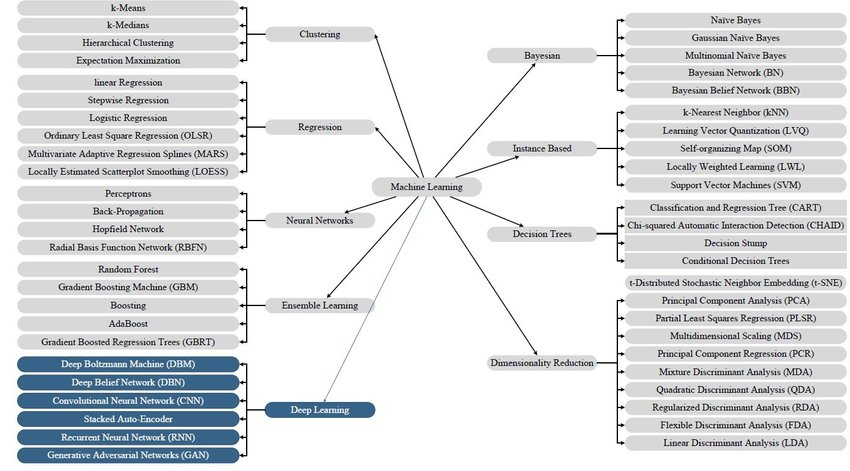 k-Means
k-Medians
Hierarchical Clustering
Expectation Maximization
Clustering
linear Regression
Stepwise Regression
Logistic Regression
Ordinary Least Square Regression (OLSR)
Multivariate Adaptive Regression Splines (MARS)
Locally Estimated Scatterplot Smoothing (LOESS)
Regression
Perceptrons
Back-Propagation
Hopfield Network
Radial Basis Function Network (RBFN)
Neural Networks
Random Forest
Gradient Boosting Machine (GBM)
Boosting
AdaBoost
Gradient Boosted Regression Trees (GBRT)
Ensemble Learning
Deep Boltzmann Machine (DBM)
Deep Belief Network (DBN)
Convolutional Neural Network (CNN)
Stacked Auto-Encoder
Recurrent Neural Network (RNN)
Generative Adversarial Networks (GAN)
Deep Learning
Machine Learning
Bayesian
Naïve Bayes
Gaussian Naïve Bayes
Multinomial Naïve Bayes
Bayesian Network (BN)
Bayesian Belief Network (BBN)
Instance Based
k-Nearest Neighbor (kNN)
Learning Vector Quantization (LVQ)
Self-organizing Map (SOM)
Locally Weighted Learning (LWL)
Support Vector Machines (SVM)
Decision Trees
Classification and Regression Tree (CART)
Chi-squared Automatic Interaction Detection (CHAID)
Decision Stump
Conditional Decision Trees
Dimensionality Reduction
t-Distributed Stochastic Neighbor Embedding (t-SNE)
Principal Component Analysis (PCA)
Partial Least Squares Regression (PLSR)
Multidimensional Scaling (MDS)
Principal Component Regression (PCR)
Mixture Discriminant Analysis (MDA)
Quadratic Discriminant Analysis (QDA)
Regularized Discriminant Analysis (RDA)
Flexible Discriminant Analysis (FDA)
Linear Discriminant Analysis (LDA)